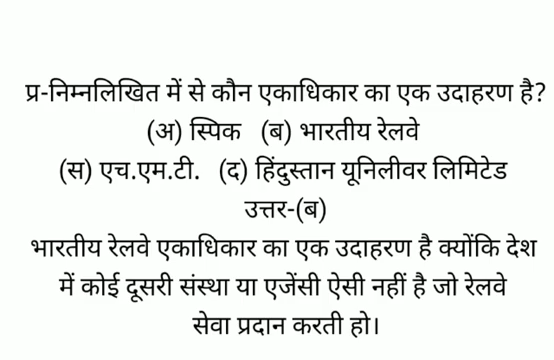 प्र-निम्नलिखित में से कौन एकाधिकार का एक उदाहरण है?
(अ) स्पिक (ब) भारतीय रेलवे
(स) एच.एम.टी. (द) हिंदुस्तान यूनिलीवर लिमिटेड
उत्तर-(ब)
भारतीय रेलवे एकाधिकार का एक उदाहरण है क्योंकि देश
में कोई दूसरी संस्था या एजेंसी ऐसी नहीं है जो रेलवे
सेवा प्रदान करती हो।